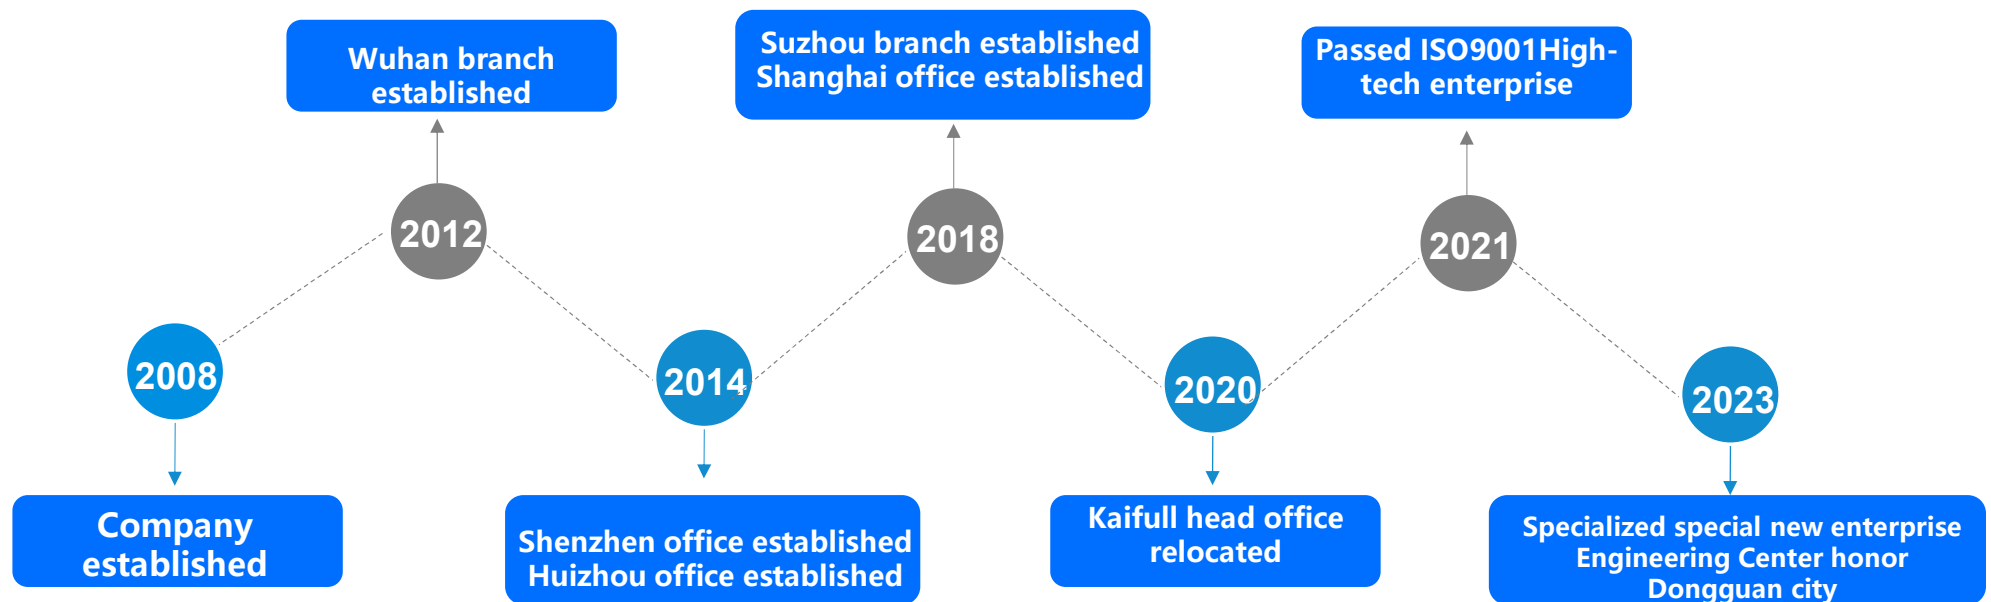 Wuhan branch
established
Suzhou branch established
Shanghai office established
Passed ISO9001High-
tech enterprise
2012
2018
2021
2008
2014
2020
2023
Company
established
Shenzhen office established
Huizhou office established
Kaifull head office
relocated
Specialized special new enterprise
Engineering Center honor
Dongguan city